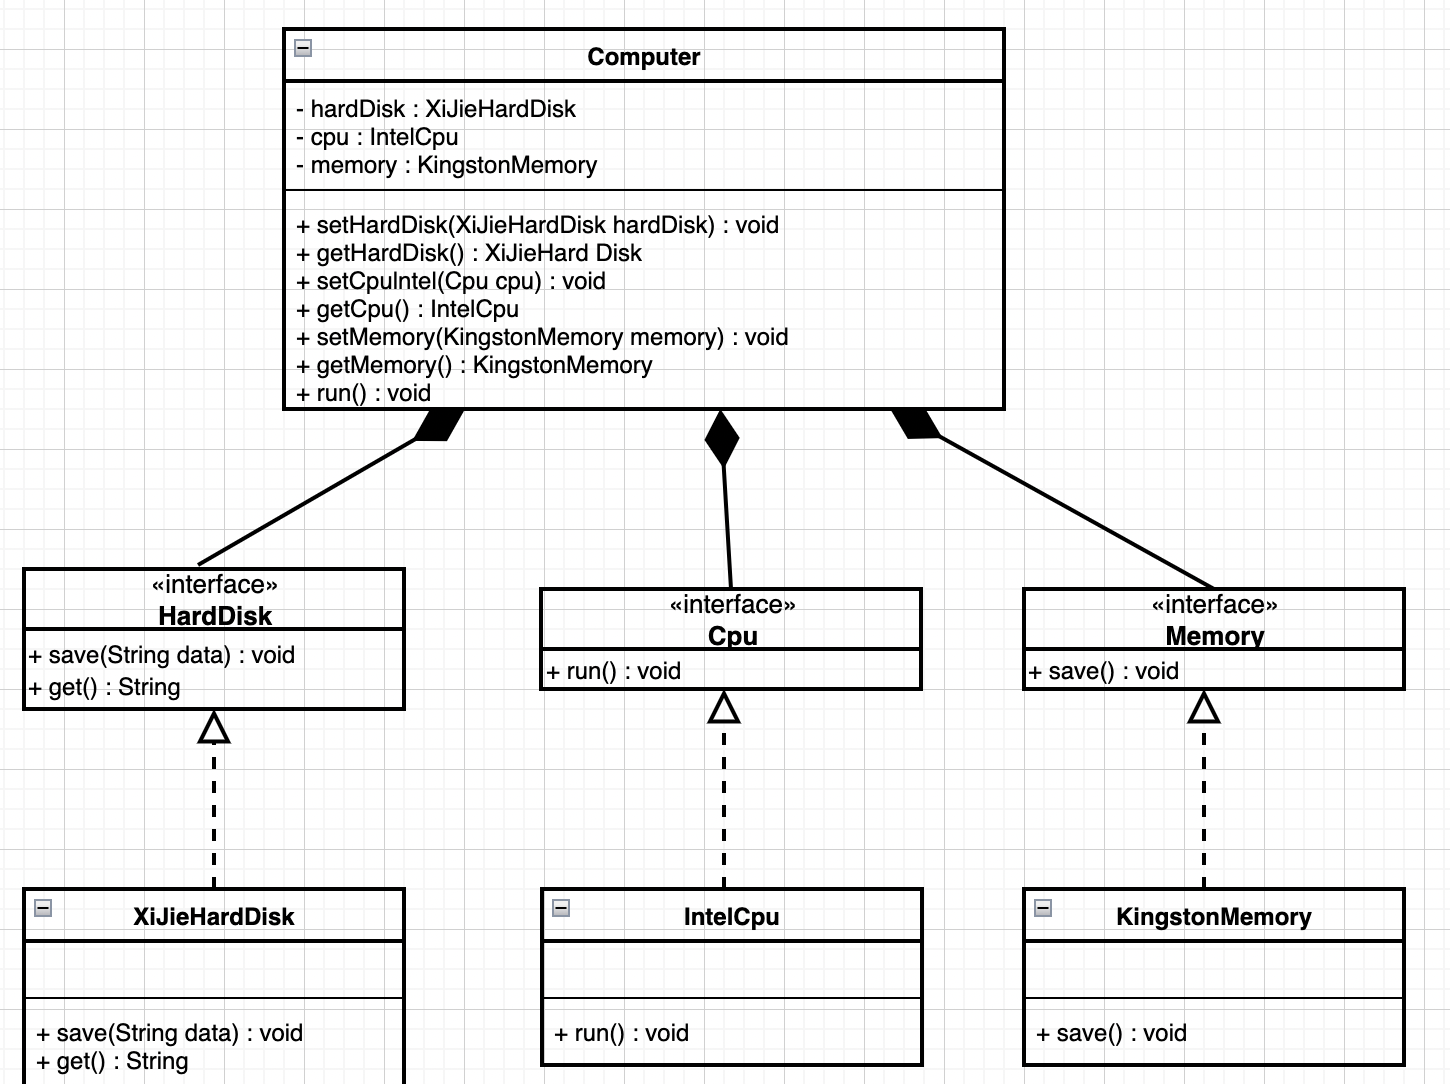 Computer
- hardDisk : XiJieHardDisk
- cpu : IntelCpu
- memory : KingstonMemory
+ setHardDisk(XiJieHardDisk hardDisk) : void
+ getHardDisk() : XiJieHard Disk
+ setCpuIntel(Cpu cpu) : void
+ getCpu() : IntelCpu
+ setMemory(KingstonMemory memory) : void
+ getMemory() : KingstonMemory
+ run() : void
«interface»
HardDisk
+ save(String data) : void
+ get() : String
«interface»
Cpu
+ run() : void
«interface»
Memory
+ save() : void
XiJieHardDisk
+ save(String data) : void
+ get() : String
IntelCpu
+ run() : void
KingstonMemory
+ save() : void